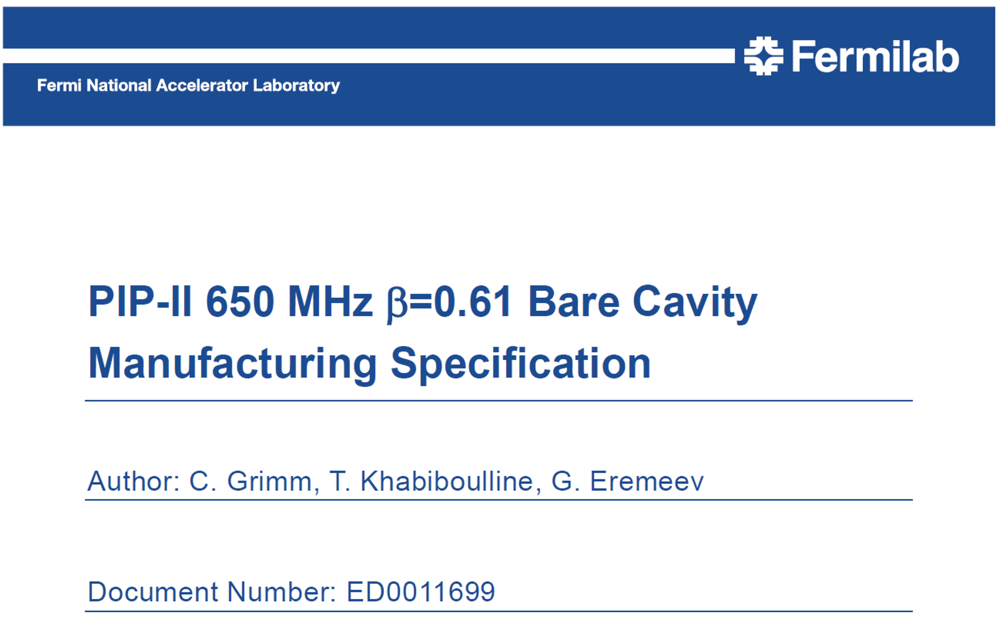 Fermilab
Fermi National Accelerator Laboratory
PIP-II 650 MHz β=0.61 Bare Cavity
Manufacturing Specification
Author: C. Grimm, T. Khabiboulline, G. Eremeev
Document Number: ED0011699